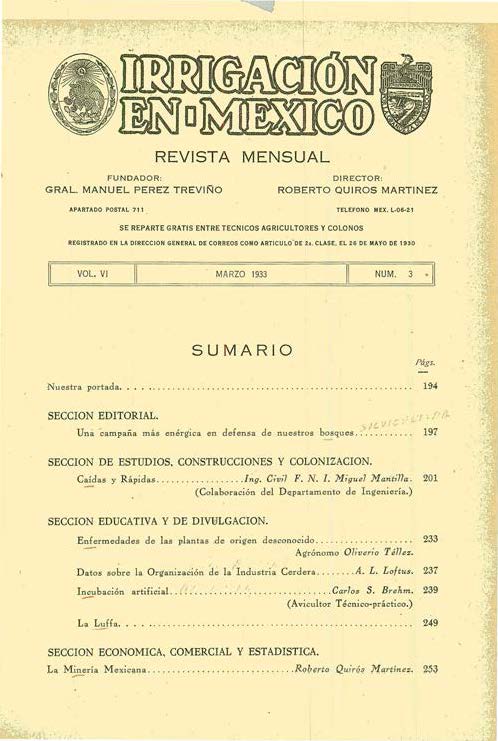 IRRIGACIÓN
EN MEXICO
REVISTA MENSUAL
FUNDADOR: DIRECTOR:
GRAL. MANUEL PEREZ TREVIÑO ROBERTO QUIROS MARTINEZ
APARTADO POSTAL 711 TELEFONO MEX. L-06-21
SE REPARTE GRATIS ENTRE TECNICOS AGRICULTORES Y COLONOS
REGISTRADO EN LA DIRECCION GENERAL DE CORREOS COMO ARTICULO DE 2a. CLASE, EL 26 DE MAYO DE 1930
VOL. VI MARZO 1933 NUM. 3
SUMARIO
Págs.
Nuestra portada. 194
SECCION EDITORIAL.
Una campaña más enérgica en defensa de nuestros bosques 197
SECCION DE ESTUDIOS, CONSTRUCCIONES Y COLONIZACION.
Caídas y Rápidas Ing. Civil F. N. I. Miguel Mantilla. 201
(Colaboración del Departamento de Ingeniería.)
SECCION EDUCATIVA Y DE DIVULGACION.
Enfermedades de las plantas de origen desconocido 233
Agrónomo Oliverio Téllez.
Datos sobre la Organización de la Industria Cerdera A. L. Loftus. 237
Incubación artificial Carlos S. Brehm. 239
(Avicultor Técnico-práctico.)
La Luffa. 249
SECCION ECONOMICA, COMERCIAL Y ESTADISTICA.
La Minería Mexicana Roberto Quirós Martínez. 253